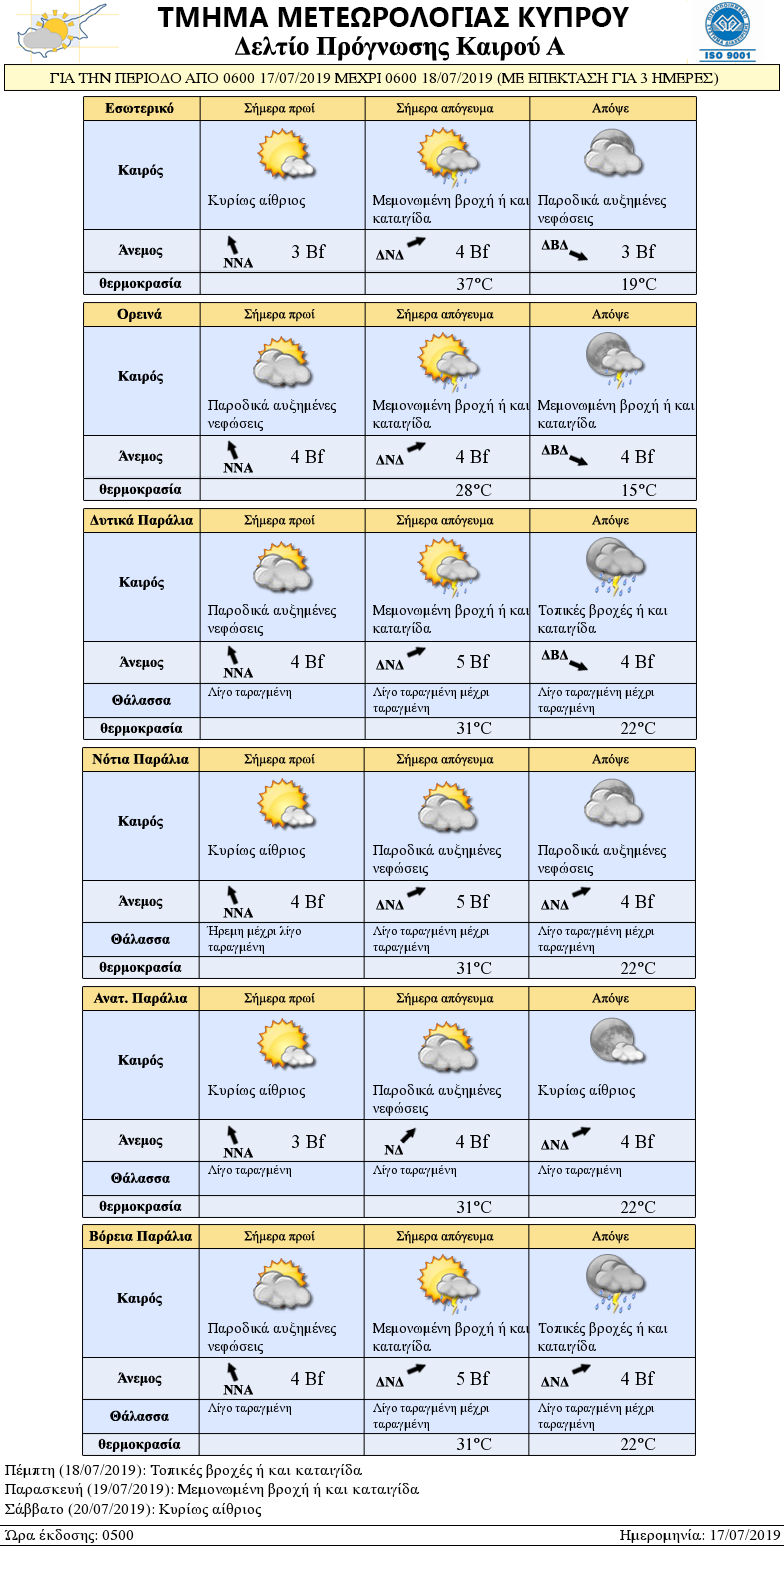 ΤΜΗΜΑ ΜΕΤΕΩΡΟΛΟΓΙΑΣ ΚΥΠΡΟΥ
Δελτίο Πρόγνωσης Καιρού Α
ISO 9001
ΓΙΑ ΤΗΝ ΠΕΡΙΟΔΟ ΑΠΟ 0600 17/07/2019 ΜΕΧΡΙ 0600 18/07/2019 (ΜΕ ΕΠΕΚΤΑΣΗ ΓΙΑ 3 ΗΜΕΡΕΣ)
Εσωτερικό Σήμερα πρωί Σήμερα απόγευμα Απόψε
Καιρός
Κυρίως αίθριος Μεμονωμένη βροχή ή και Παροδικά αυξημένες
καταιγίδα νεφώσεις
Άνεμος ΝΝΑ 3 Bf ΔΝΔ 4 Bf ΔΒΔ 3 Bf
θερμοκρασία 37°C 19°C
Ορεινά Σήμερα πρωί Σήμερα απόγευμα Απόψε
Καιρός
Παροδικά αυξημένες Μεμονωμένη βροχή ή και Μεμονωμένη βροχή ή και
νεφώσεις καταιγίδα καταιγίδα
Άνεμος ΝΝΑ 4 Bf ΔΝΔ 4 Bf ΔΒΔ 4 Bf
θερμοκρασία 28°C 15°C
Δυτικά Παράλια Σήμερα πρωί Σήμερα απόγευμα Απόψε
Καιρός
Παροδικά αυξημένες Μεμονωμένη βροχή ή και Τοπικές βροχές ή και
νεφώσεις καταιγίδα καταιγίδα
Άνεμος ΝΝΑ 4 Bf ΔΝΔ 5 Bf ΔΒΔ 4 Bf
Θάλασσα Λίγο ταραγμένη Λίγο ταραγμένη μέχρι Λίγο ταραγμένη μέχρι
ταραγμένη ταραγμένη
θερμοκρασία 31°C 22°C
Νότια Παράλια Σήμερα πρωί Σήμερα απόγευμα Απόψε
Καιρός
Κυρίως αίθριος Παροδικά αυξημένες Παροδικά αυξημένες
νεφώσεις νεφώσεις
Άνεμος ΝΝΑ 4 Bf ΔΝΔ 5 Bf ΔΝΔ 4 Bf
Θάλασσα Ήρεμη μέχρι λίγο Λίγο ταραγμένη μέχρι Λίγο ταραγμένη μέχρι
ταραγμένη ταραγμένη ταραγμένη
θερμοκρασία 31°C 22°C
Ανατ. Παράλια Σήμερα πρωί Σήμερα απόγευμα Απόψε
Καιρός
Κυρίως αίθριος Παροδικά αυξημένες Κυρίως αίθριος
νεφώσεις
Άνεμος ΝΝΑ 3 Bf ΝΔ 4 Bf ΔΝΔ 4 Bf
Θάλασσα Λίγο ταραγμένη Λίγο ταραγμένη Λίγο ταραγμένη
θερμοκρασία 31°C 22°C
Βόρεια Παράλια Σήμερα πρωί Σήμερα απόγευμα Απόψε
Καιρός
Παροδικά αυξημένες Μεμονωμένη βροχή ή και Τοπικές βροχές ή και
νεφώσεις καταιγίδα καταιγίδα
Άνεμος ΝΝΑ 4 Bf ΔΝΔ 5 Bf ΔΝΔ 4 Bf
Θάλασσα Λίγο ταραγμένη Λίγο ταραγμένη μέχρι Λίγο ταραγμένη μέχρι
ταραγμένη ταραγμένη
θερμοκρασία 31°C 22°C
Πέμπτη (18/07/2019): Τοπικές βροχές ή και καταιγίδα
Παρασκευή (19/07/2019): Μεμονωμένη βροχή ή και καταιγίδα
Σάββατο (20/07/2019): Κυρίως αίθριος
Ώρα έκδοσης: 0500 Ημερομηνία: 17/07/2019